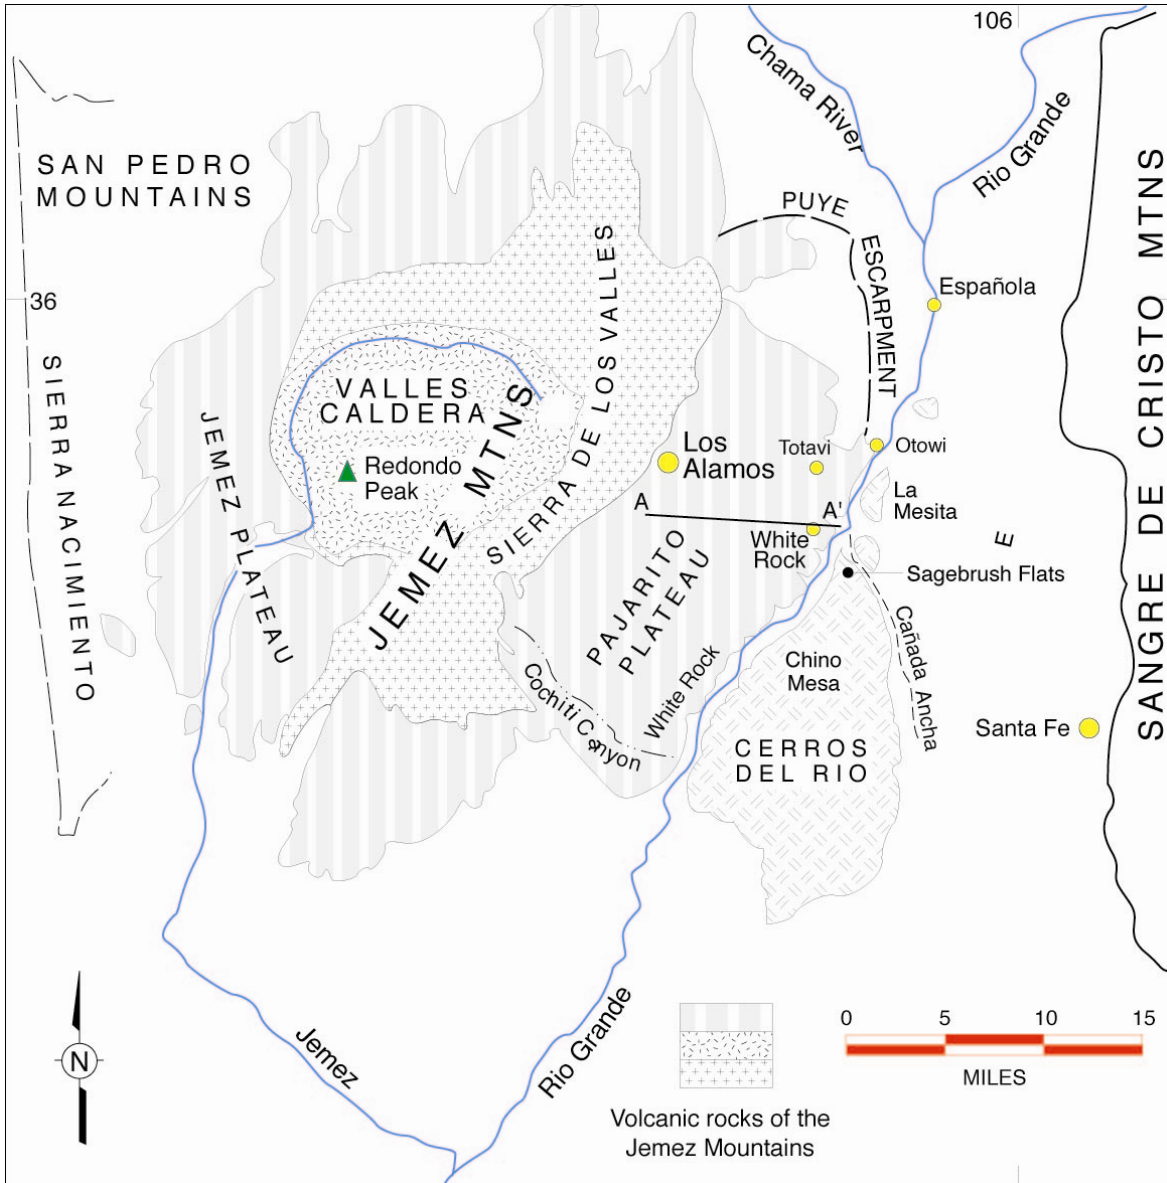 106
Chama River
Rio Grande
SAN PEDRO
MOUNTAINS
PUYE
ESCARPMENT
SANGRE DE CRISTO MTNS
36
Española
SIERRA NACIMIENTO
SIERRA DE LOS VALLES
VALLES
CALDERA
JEMEZ MTNS
JEMEZ PLATEAU
Redondo
Peak
Los
Alamos
Totavi
Otowi
La
Mesita
A
A'
White
Rock
E
Sagebrush Flats
PAJARITO
PLATEAU
Cañada Ancha
Chino
Mesa
White Rock
Cochiti Canyon
Santa Fe
CERROS
DEL RIO
N
Jemez
Rio Grande
0 5 10 15
MILES
Volcanic rocks of the
Jemez Mountains